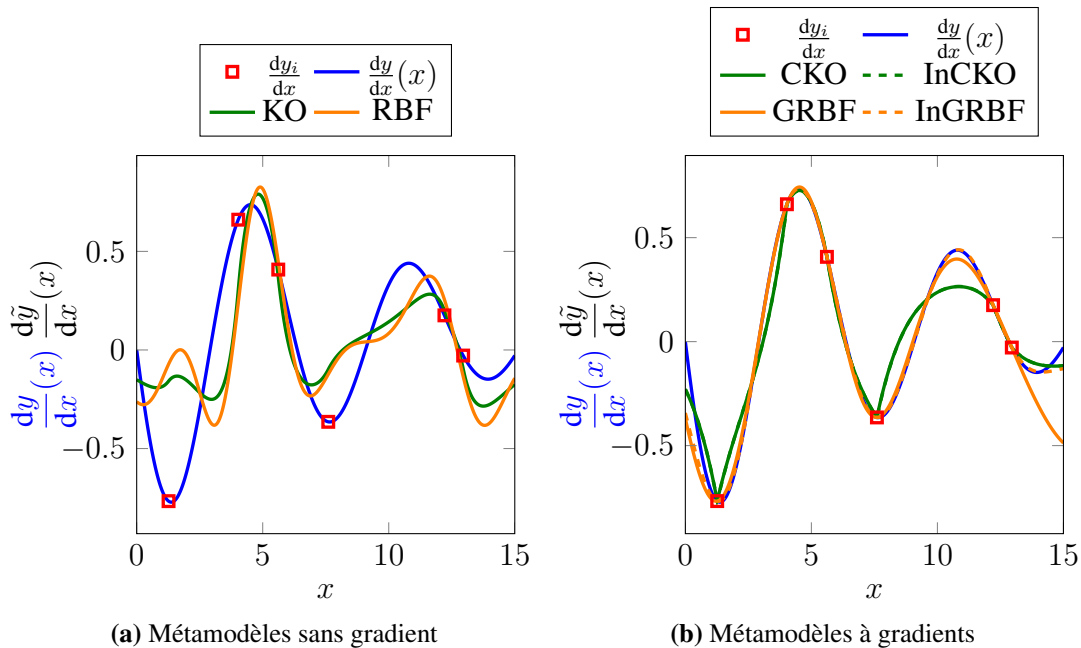 dy_i/dx dy/dx(x)
KO RBF
dy_i/dx dy/dx(x)
CKO InCKO
GRBF InGRBF
dy/dx(x) dỹ/dx(x)
0.5
0
−0.5
0 5 10 15
x
(a) Métamodèles sans gradient
dy/dx(x) dỹ/dx(x)
0.5
0
−0.5
0 5 10 15
x
(b) Métamodèles à gradients